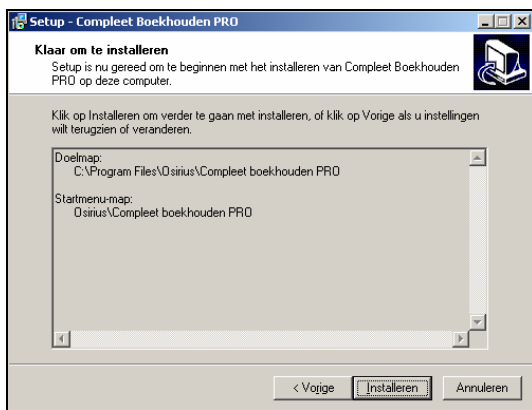 Setup - Compleet Boekhouden PRO
Klaar om te installeren
Setup is nu gereed om te beginnen met het installeren van Compleet Boekhouden
PRO op deze computer.
Klik op Installeren om verder te gaan met installeren, of klik op Vorige als u instellingen
wilt terugzien of veranderen.
Doelmap:
C:\Program Files\Osirius\Compleet boekhouden PRO
Startmenu-map:
Osirius\Compleet boekhouden PRO
< Vorige
Installeren
Annuleren